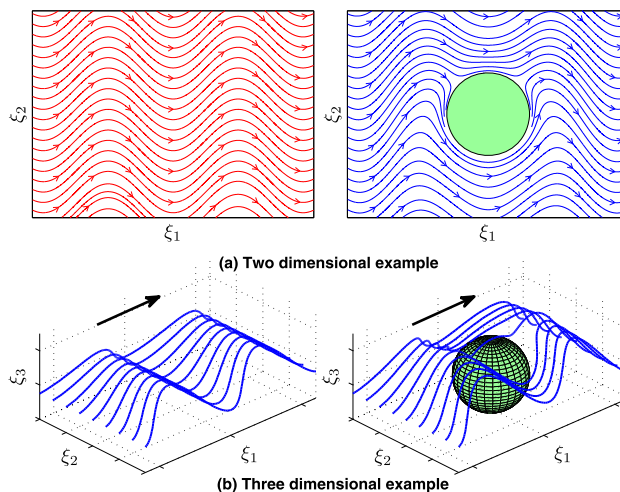 ξ2
ξ1
ξ2
ξ1
(a) Two dimensional example
ξ3
ξ2
ξ1
ξ3
ξ2
ξ1
(b) Three dimensional example